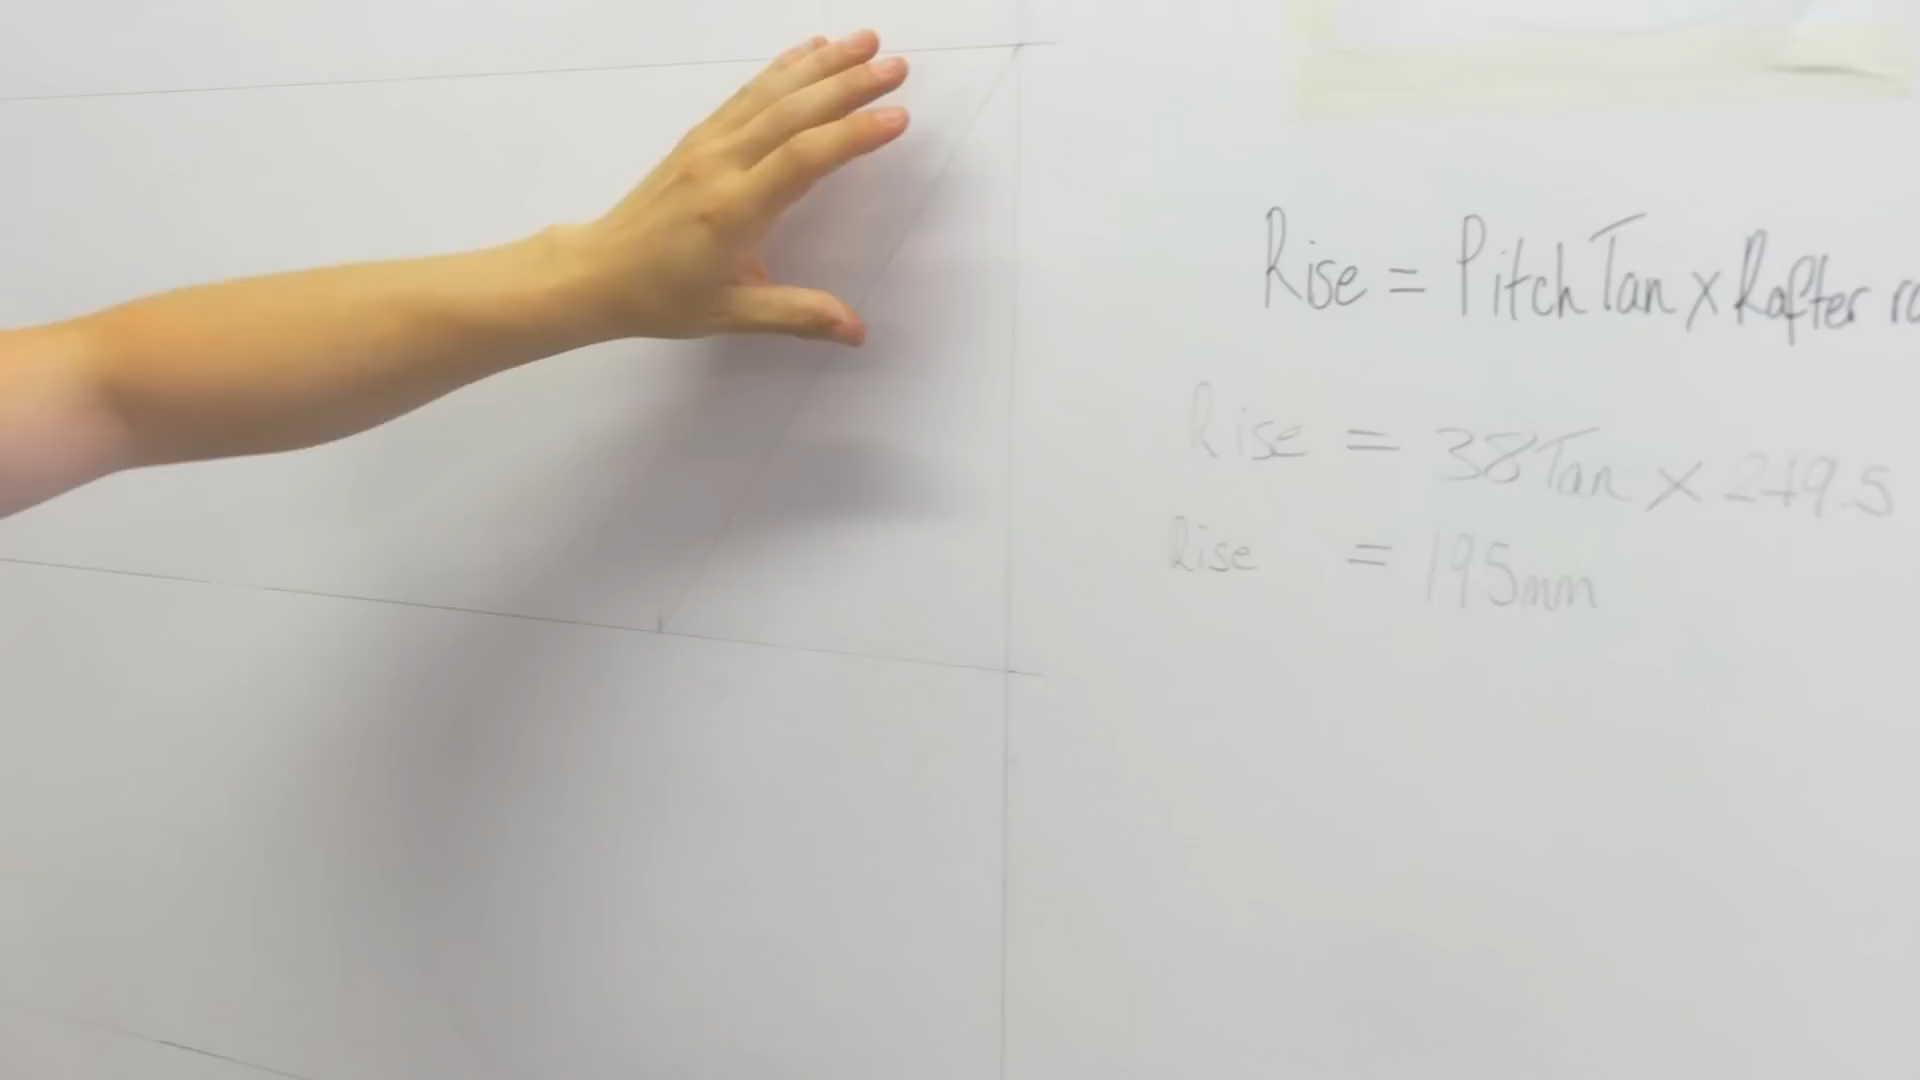 Rise = Pitch Tan x Rafter
Rise = 38 Tan x 249.5
Rise = 195mm